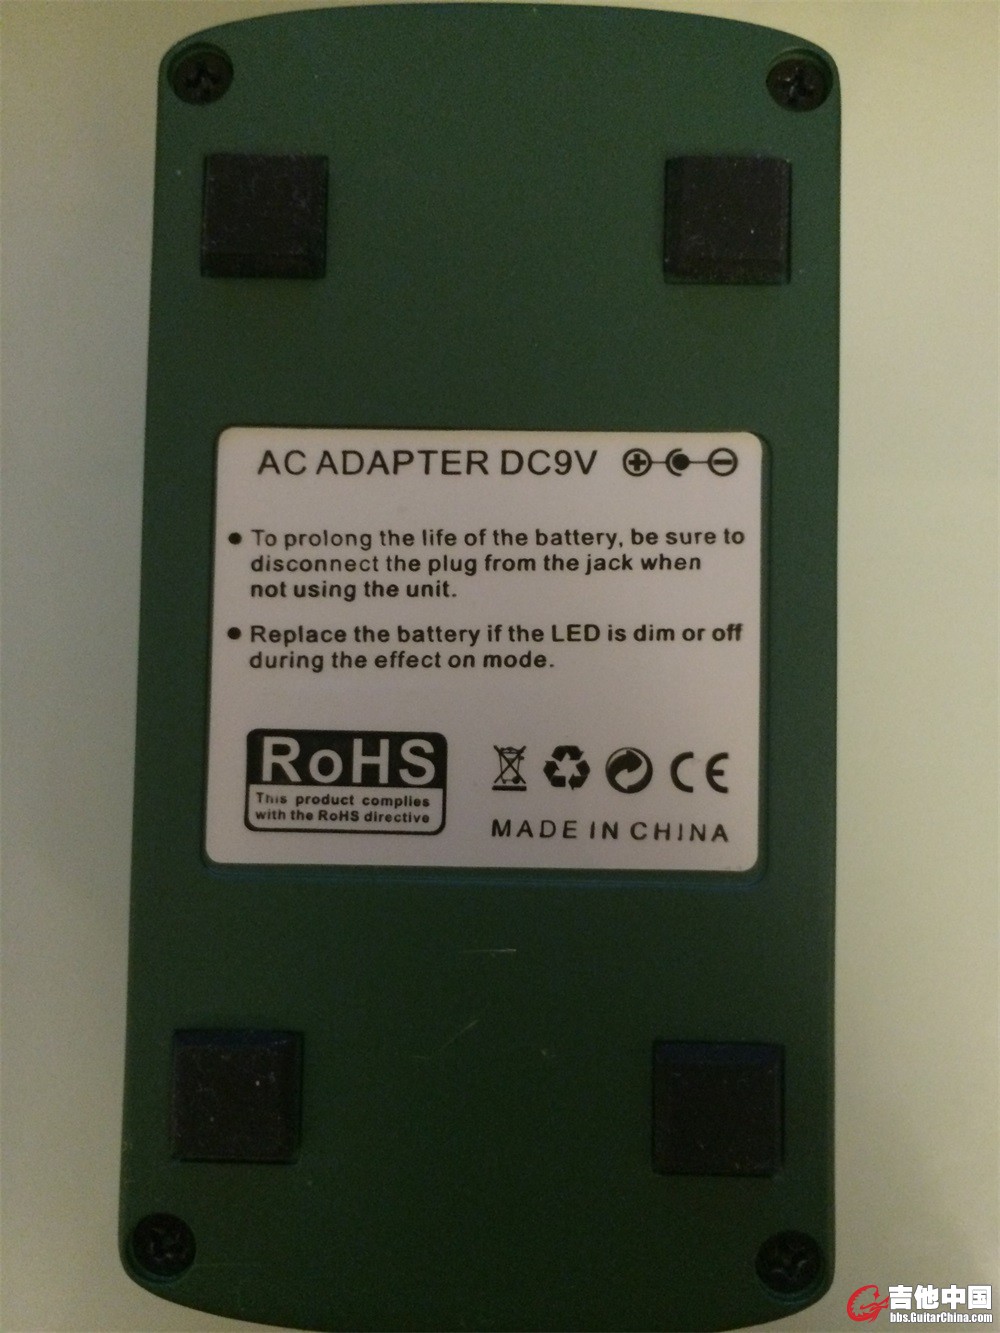 AC ADAPTER DC9V
• To prolong the life of the battery, be sure to
disconnect the plug from the jack when
not using the unit.
• Replace the battery if the LED is dim or off
during the effect on mode.
RoHS
This product complies
with the RoHS directive
CE
MADE IN CHINA
吉他中国
bbs.GuitarChina.com